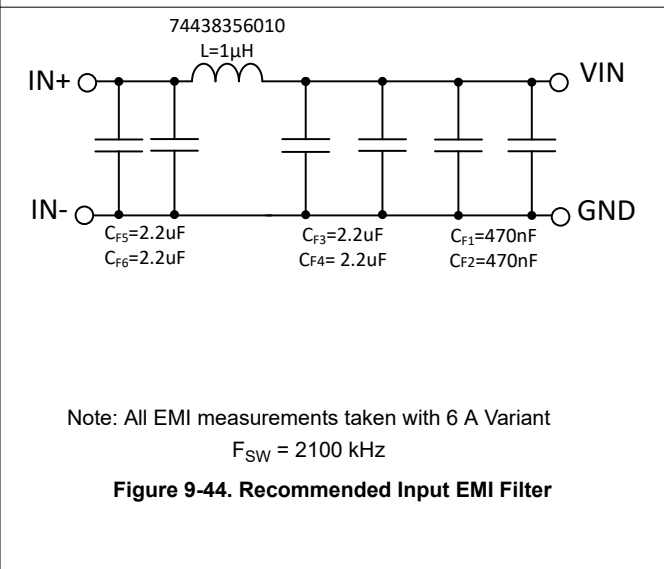 74438356010
L=1µH
IN+
VIN
IN-
GND
CF5=2.2uF
CF6=2.2uF
CF3=2.2uF
CF4= 2.2uF
CF1=470nF
CF2=470nF
Note: All EMI measurements taken with 6 A Variant
FSW = 2100 kHz
Figure 9-44. Recommended Input EMI Filter